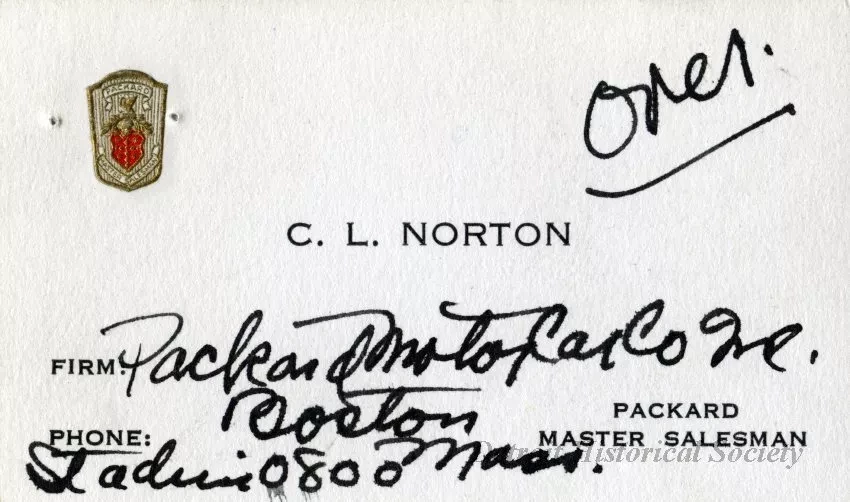 PACKARD
Over.
C. L. NORTON
FIRM: Packard Motor Car Co Inc.
Boston
PACKARD
PHONE: Mass. MASTER SALESMAN
Stadium 0800
Detroit Historical Society